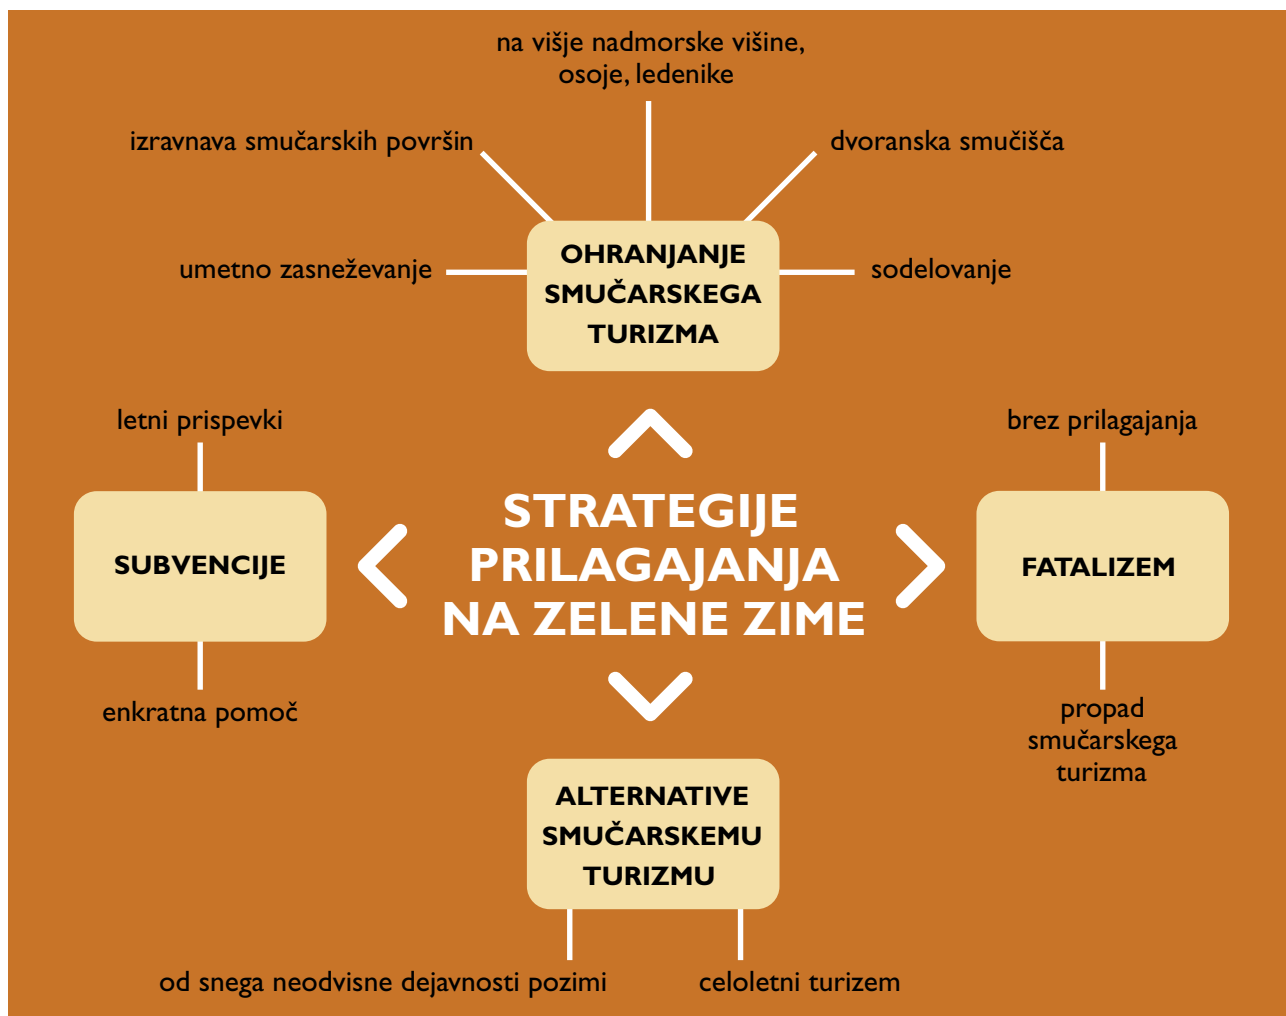 na višje nadmorske višine,
osoje, ledenike
izravnava smučarskih površin
dvoranska smučišča
umetno zasneževanje
OHRANJANJE
SMUČARSKEGA
TURIZMA
sodelovanje
letni prispevki
brez prilagajanja
SUBVENCIJE
STRATEGIJE
PRILAGAJANJA
NA ZELENE ZIME
FATALIZEM
enkratna pomoč
propad
smučarskega
turizma
ALTERNATIVE
SMUČARSKEMU
TURIZMU
od snega neodvisne dejavnosti pozimi
celoletni turizem